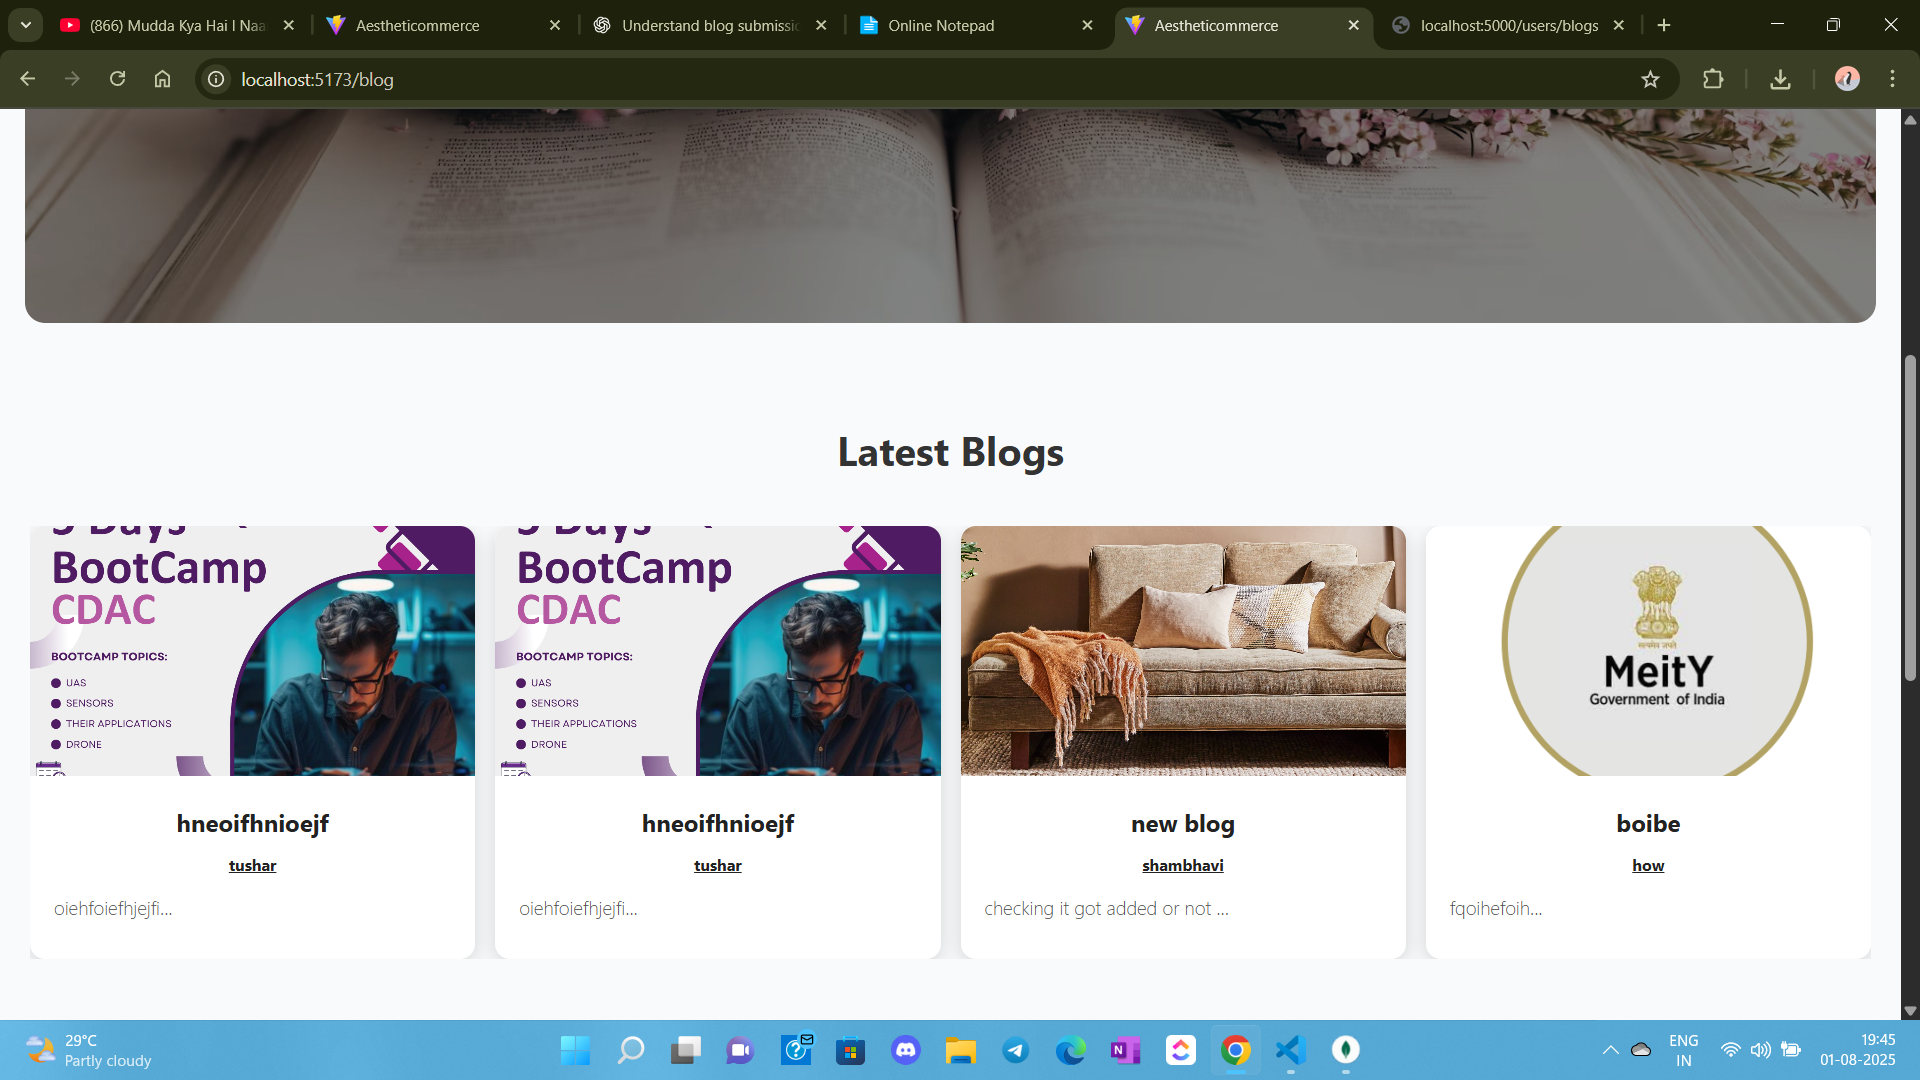 (866) Mudda Kya Hai I Naa
Aestheticommerce
Understand blog submissio
Online Notepad
Aestheticommerce
localhost:5000/users/blogs
localhost:5173/blog
Latest Blogs
BootCamp
CDAC
BOOTCAMP TOPICS:
UAS
SENSORS
THEIR APPLICATIONS
DRONE
BootCamp
CDAC
BOOTCAMP TOPICS:
UAS
SENSORS
THEIR APPLICATIONS
DRONE
सत्यमेव जयते
MeitY
Government of India
hneoifhnioejf
tushar
oiehfoiefhjejfi...
hneoifhnioejf
tushar
oiehfoiefhjejfi...
new blog
shambhavi
checking it got added or not ...
boibe
how
fqoihefoih...
29°C
Partly cloudy
ENG
IN
19:45
01-08-2025